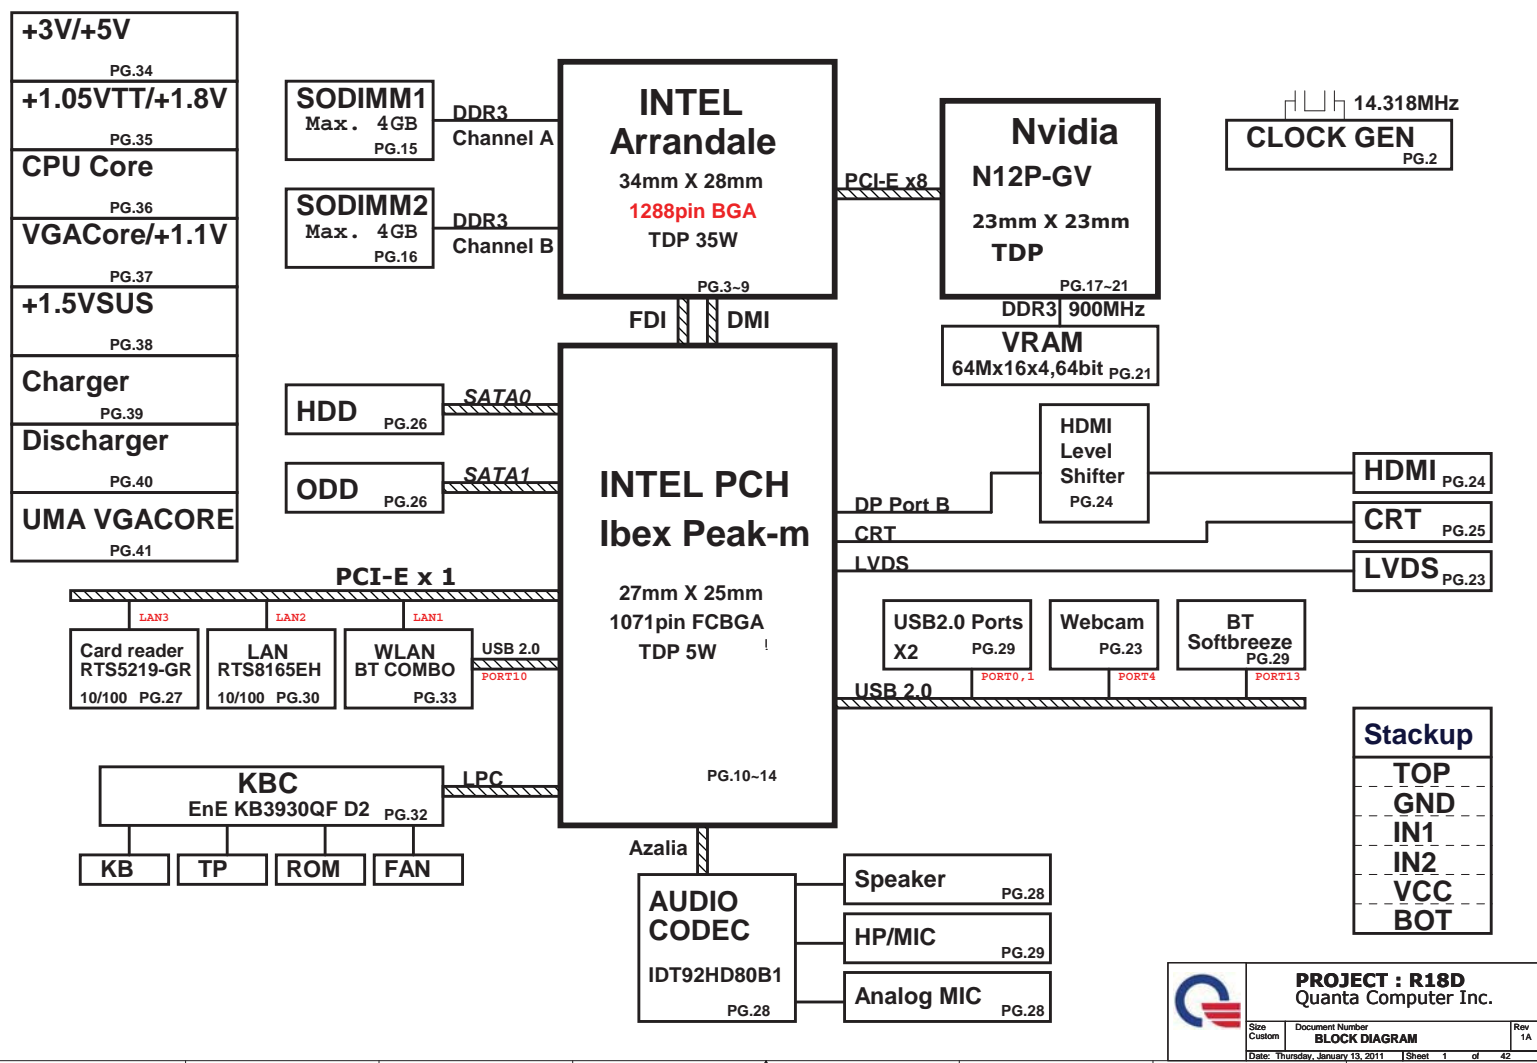 +3V/+5V
PG.34
+1.05VTT/+1.8V
PG.35
CPU Core
PG.36
VGACore/+1.1V
PG.37
+1.5VSUS
PG.38
Charger
PG.39
Discharger
PG.40
UMA VGACORE
PG.41
SODIMM1
Max. 4GB
PG.15
DDR3
Channel A
SODIMM2
Max. 4GB
PG.16
DDR3
Channel B
INTEL
Arrandale
34mm X 28mm
1288pin BGA
TDP 35W
PG.3~9
PCI-E x8
Nvidia
N12P-GV
23mm X 23mm
TDP
PG.17~21
DDR3 900MHz
VRAM
64Mx16x4,64bit PG.21
14.318MHz
CLOCK GEN
PG.2
FDI
DMI
HDD
PG.26
SATA0
ODD
PG.26
SATA1
INTEL PCH
Ibex Peak-m
27mm X 25mm
1071pin FCBGA
TDP 5W
!
PG.10~14
HDMI
Level
Shifter
PG.24
DP Port B
CRT
LVDS
HDMI PG.24
CRT PG.25
LVDS PG.23
PCI-E x 1
LAN3
LAN2
LAN1
Card reader
RTS5219-GR
10/100 PG.27
LAN
RTS8165EH
10/100 PG.30
WLAN
BT COMBO
PG.33
USB 2.0
PORT10
USB2.0 Ports
X2 PG.29
Webcam
PG.23
BT
Softbreeze
PG.29
PORT0,1
PORT4
PORT13
USB 2.0
KBC
EnE KB3930QF D2 PG.32
LPC
KB
TP
ROM
FAN
Azalia
AUDIO
CODEC
IDT92HD80B1
PG.28
Speaker
PG.28
HP/MIC
PG.29
Analog MIC
PG.28
Stackup
TOP
GND
IN1
IN2
VCC
BOT
PROJECT : R18D
Quanta Computer Inc.
Size
Custom
Document Number
BLOCK DIAGRAM
Rev
1A
Date: Thursday, January 13, 2011 Sheet 1 of 42